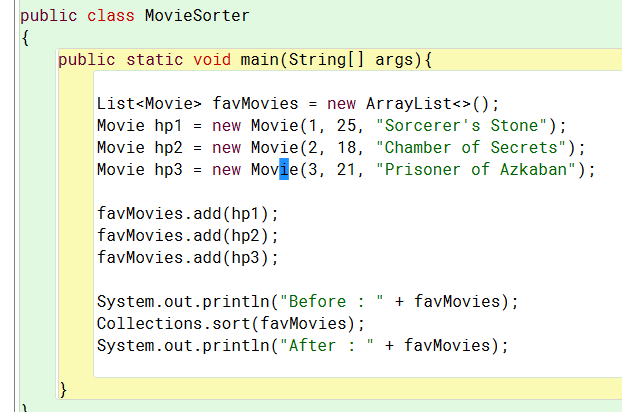 public class MovieSorter
{
public static void main(String[] args){
List<Movie> favMovies = new ArrayList<>();
Movie hp1 = new Movie(1, 25, "Sorcerer's Stone");
Movie hp2 = new Movie(2, 18, "Chamber of Secrets");
Movie hp3 = new Movie(3, 21, "Prisoner of Azkaban");
favMovies.add(hp1);
favMovies.add(hp2);
favMovies.add(hp3);
System.out.println("Before : " + favMovies);
Collections.sort(favMovies);
System.out.println("After : " + favMovies);
}
}